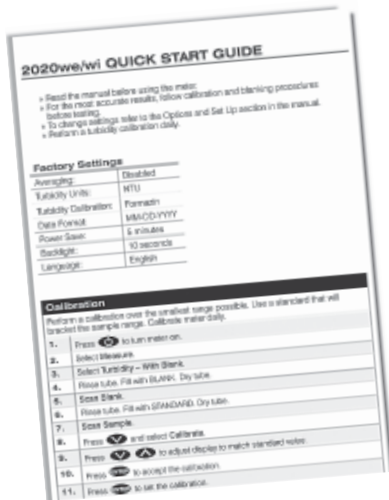 2020we/wi QUICK START GUIDE
» Read the manual before using the meter.
» For the most accurate results, follow calibration and blanking procedures
before testing.
» To change settings refer to the Options and Set Up section in the manual.
» Perform a turbidity calibration daily.
Factory Settings
Averaging: Disabled
Turbidity Units: NTU
Turbidity Calibration: Formazin
Date Format: MM-DD-YYYY
Power Save: 5 minutes
Backlight: 10 seconds
Language: English
Calibration
Perform a calibration over the smallest range possible. Use a standard that will
bracket the sample range. Calibrate meter daily.
1. Press to turn meter on.
2. Select Measure.
3. Select Turbidity – With Blank.
4. Rinse tube. Fill with BLANK. Dry tube.
5. Scan Blank.
6. Rinse tube. Fill with STANDARD. Dry tube.
7. Scan Sample.
8. Press and select Calibrate.
9. Press to adjust display to match standard value.
10. Press to accept the calibration.
11. Press to set the calibration.